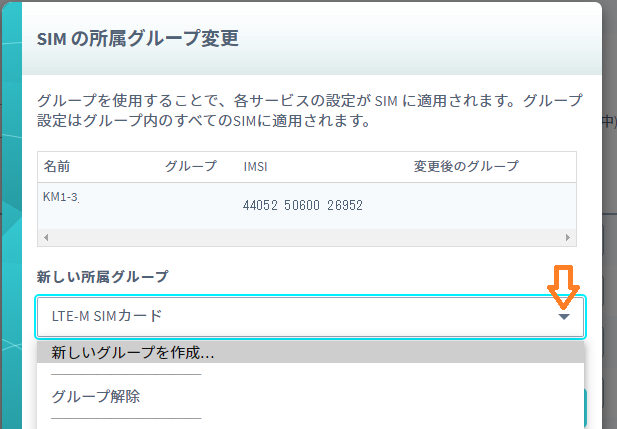 SIM の所属グループ変更
グループを使用することで、各サービスの設定が SIM に適用されます。グループ
設定はグループ内のすべてのSIMに適用されます。
中)
名前 グループ IMSI 変更後のグループ
KM1-3
44052 50600 26952
新しい所属グループ
LTE-M SIMカード
新しいグループを作成...
グループ解除